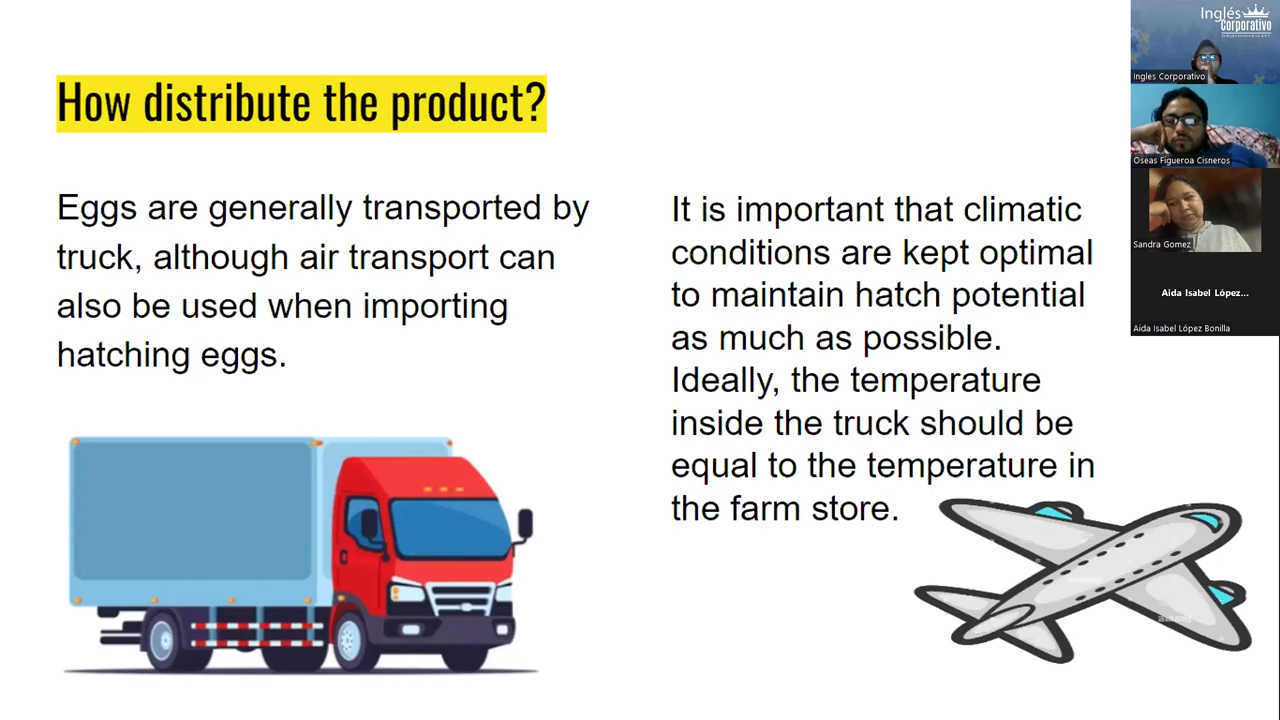 How distribute the product?
Eggs are generally transported by
truck, although air transport can
also be used when importing
hatching eggs.
It is important that climatic
conditions are kept optimal
to maintain hatch potential
as much as possible.
Ideally, the temperature
inside the truck should be
equal to the temperature in
the farm store.
Inglés
Corporativo
Ingles Corporativo
Oseas Figueroa Cisneros
Sandra Gomez
Aida Isabel López...
Aida Isabel López Bonilla